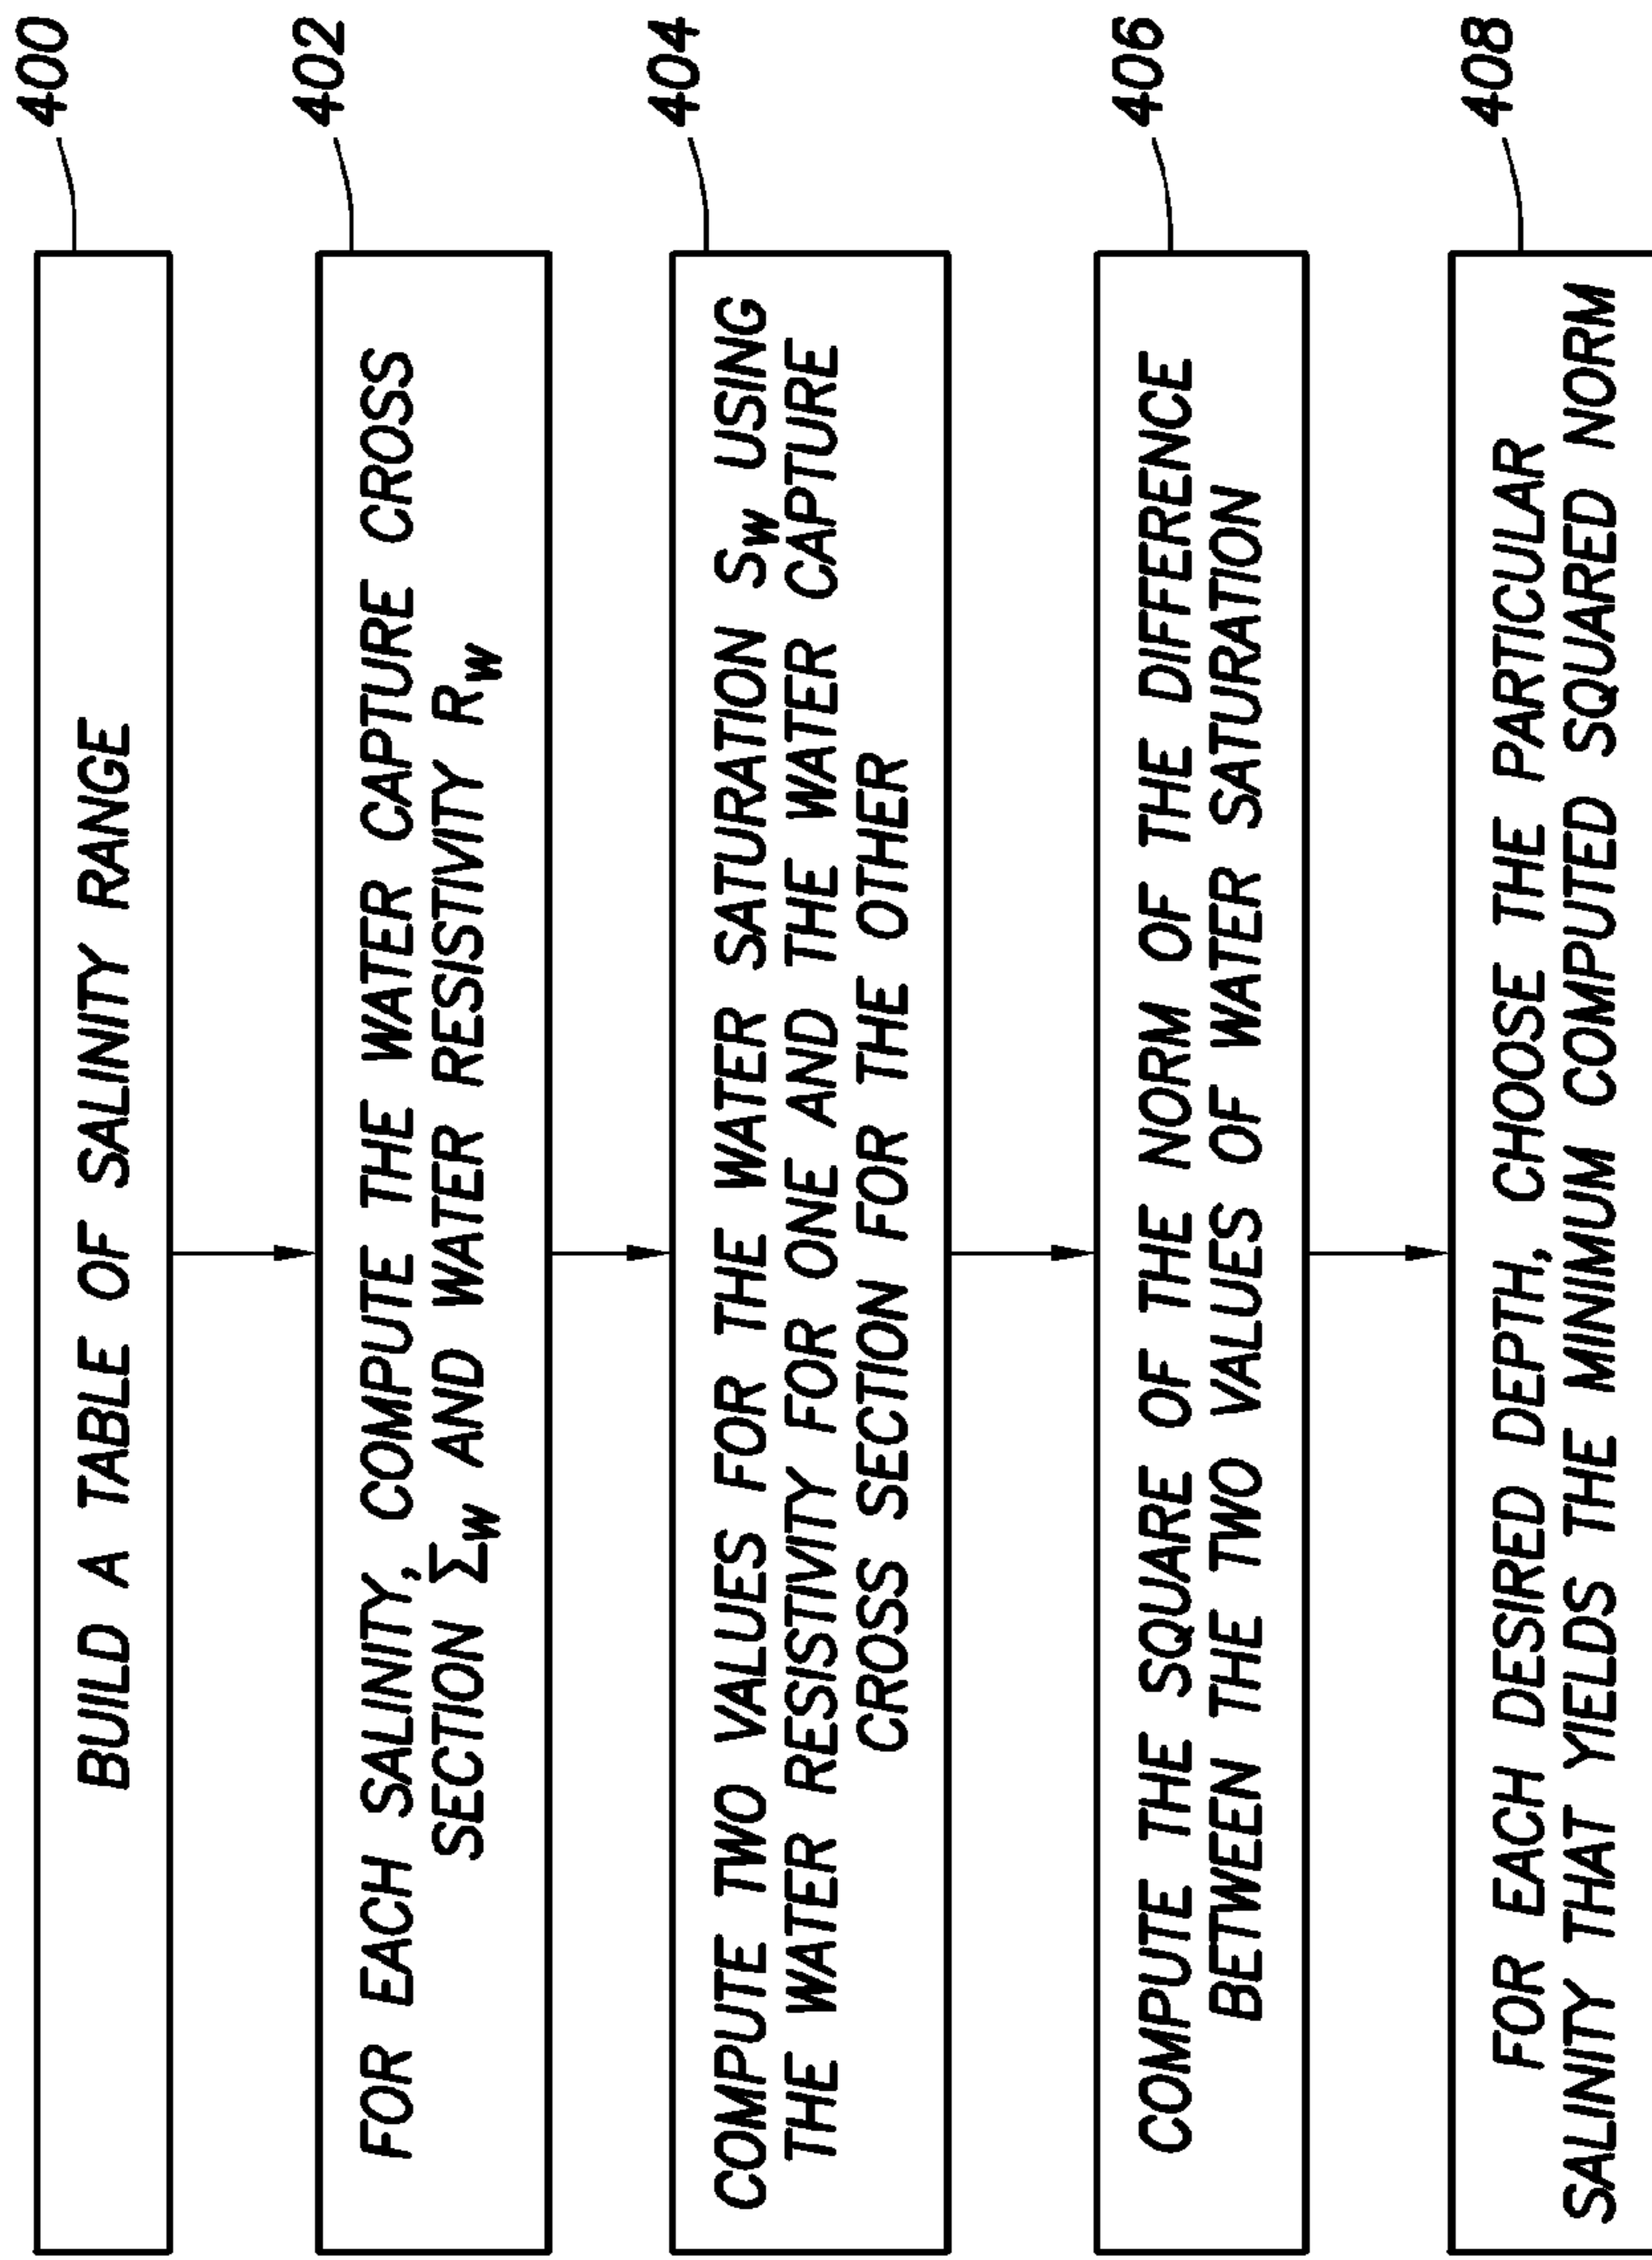 400
BUILD A TABLE OF SALINITY RANGE
402
FOR EACH SALINITY, COMPUTE THE WATER CAPTURE CROSS
SECTION Σw AND WATER RESISTIVITY Rw
404
COMPUTE TWO VALUES FOR THE WATER SATURATION Sw USING
THE WATER RESISTIVITY FOR ONE AND THE WATER CAPTURE
CROSS SECTION FOR THE OTHER
406
COMPUTE THE SQUARE OF THE NORM OF THE DIFFERENCE
BETWEEN THE TWO VALUES OF WATER SATURATION
408
FOR EACH DESIRED DEPTH, CHOOSE THE PARTICULAR
SALINITY THAT YIELDS THE MINIMUM COMPUTED SQUARED NORM